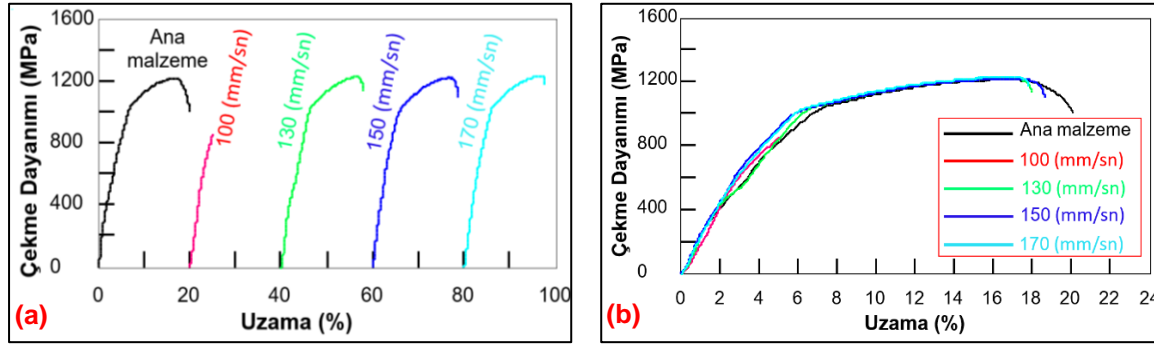 Çekme Dayanımı (MPa)
1600
1200
800
400
0
Ana
malzeme
100 (mm/sn)
130 (mm/sn)
150 (mm/sn)
170 (mm/sn)
0 20 40 60 80 100
Uzama (%)
(a)
Çekme Dayanımı (MPa)
1600
1200
800
400
0
Ana malzeme
100 (mm/sn)
130 (mm/sn)
150 (mm/sn)
170 (mm/sn)
0 2 4 6 8 10 12 14 16 18 20 22 24
Uzama (%)
(b)